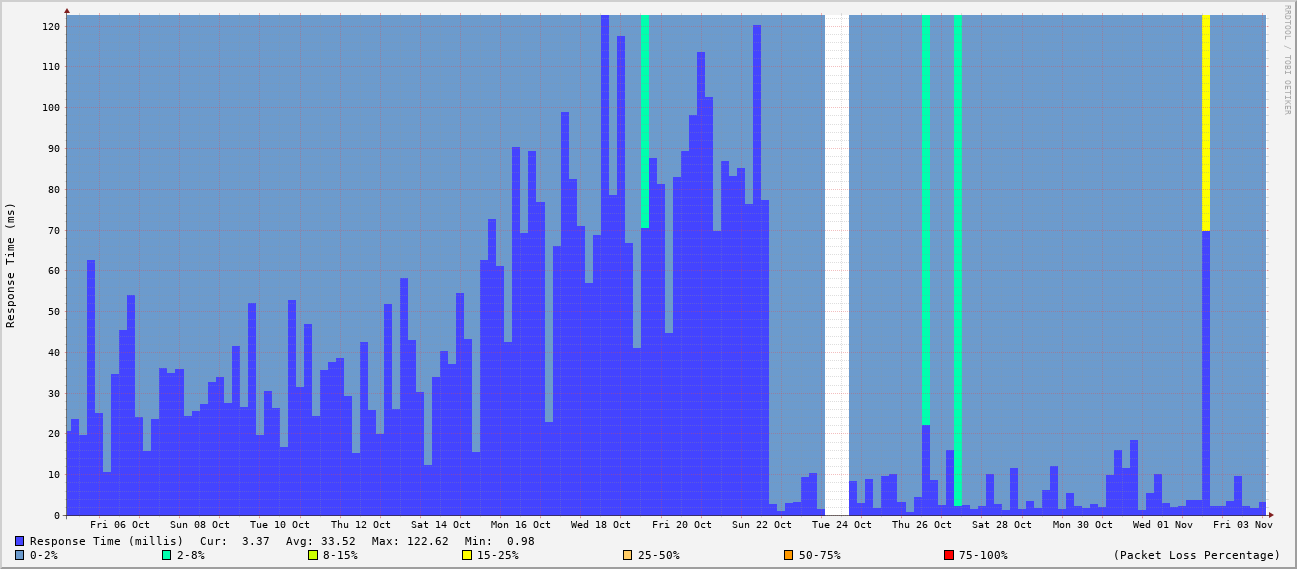 RRDTOOL / TOBI OETIKER
Response Time (ms)
120
110
100
90
80
70
60
50
40
30
20
10
0
Fri 06 Oct Sun 08 Oct Tue 10 Oct Thu 12 Oct Sat 14 Oct Mon 16 Oct Wed 18 Oct Fri 20 Oct Sun 22 Oct Tue 24 Oct Thu 26 Oct Sat 28 Oct Mon 30 Oct Wed 01 Nov Fri 03 Nov
Response Time (millis) Cur: 3.37 Avg: 33.52 Max: 122.62 Min: 0.98
0-2% 2-8% 8-15% 15-25% 25-50% 50-75% 75-100% (Packet Loss Percentage)